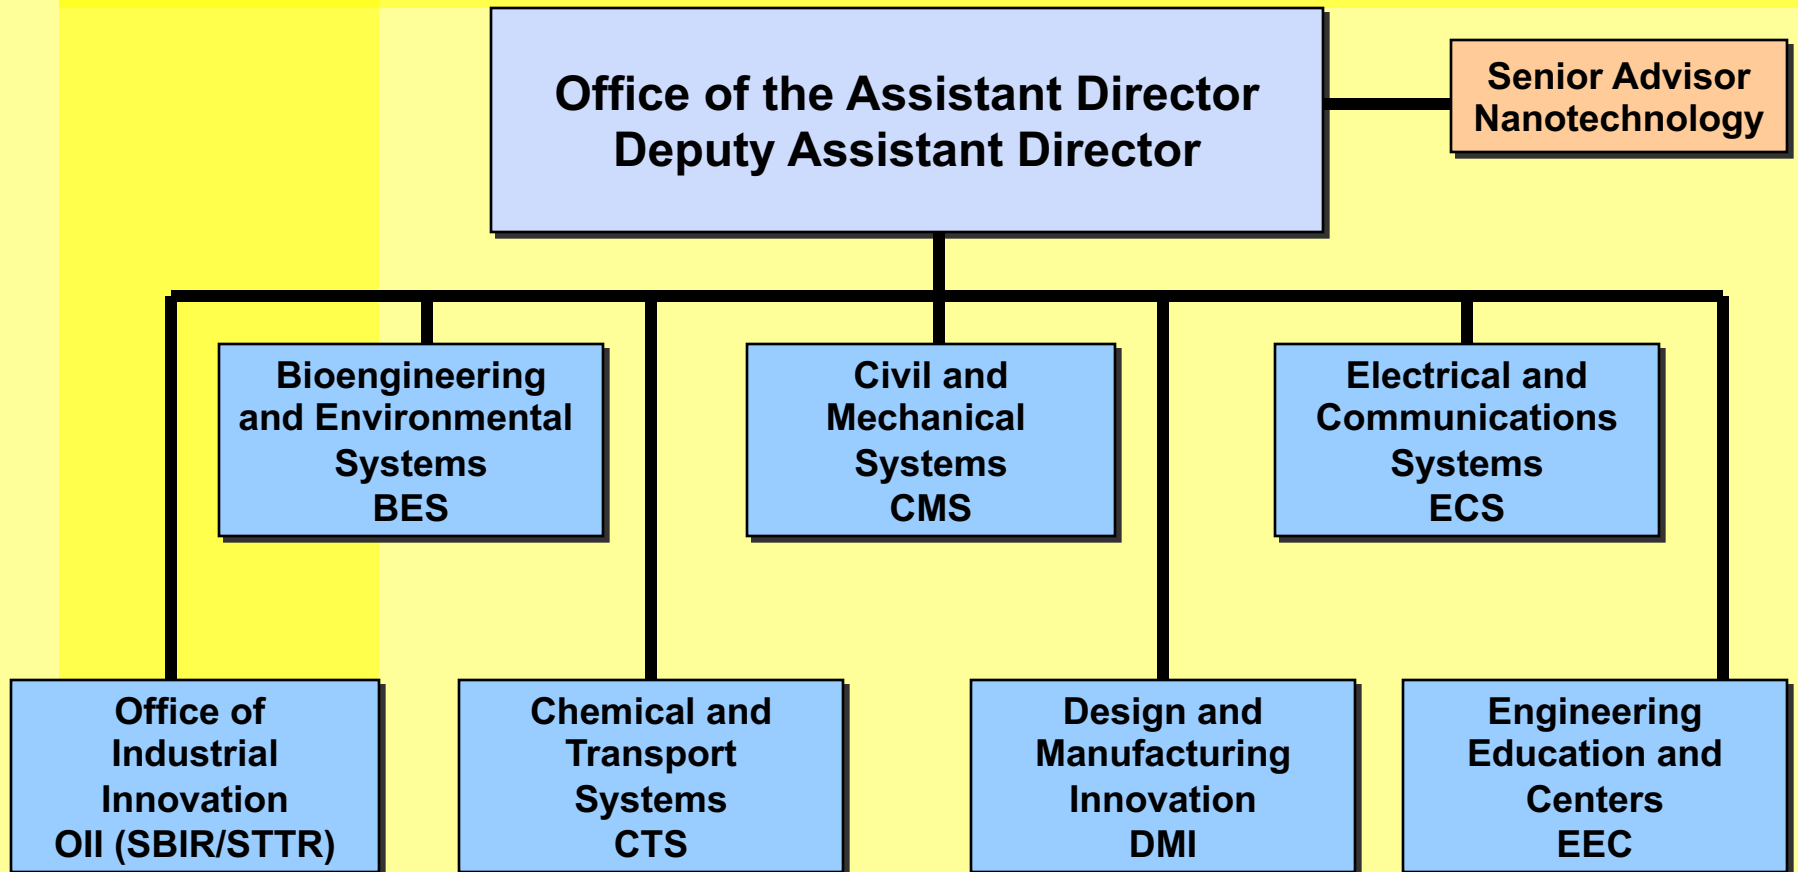 Office of the Assistant Director
Deputy Assistant Director
Senior Advisor
Nanotechnology
Bioengineering
and Environmental
Systems
BES
Civil and
Mechanical
Systems
CMS
Electrical and
Communications
Systems
ECS
Office of
Industrial
Innovation
OII (SBIR/STTR)
Chemical and
Transport
Systems
CTS
Design and
Manufacturing
Innovation
DMI
Engineering
Education and
Centers
EEC